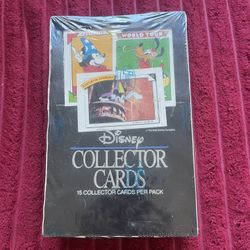 WORLD TOUR
Disney
COLLECTOR
CARDS
15 COLLECTOR CARDS PER PACK